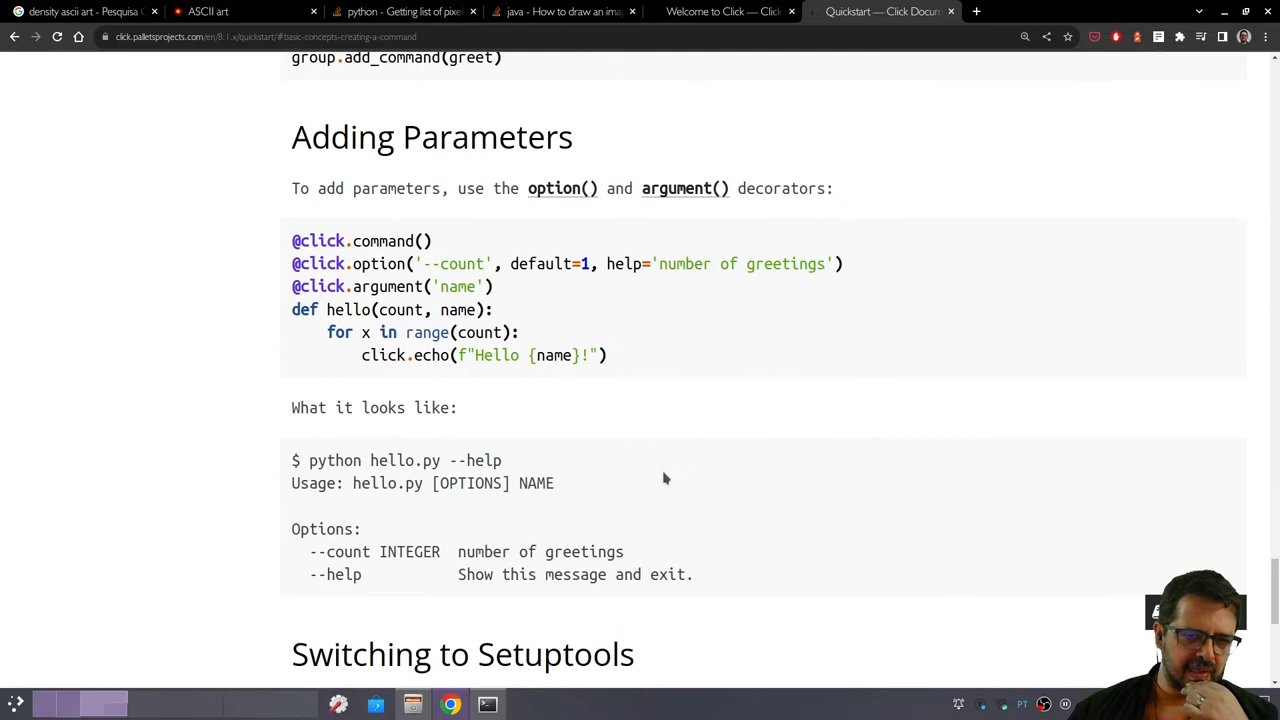 density ascii art - Pesquisa G
ASCII art
python - Getting list of pixel
java - How to draw an ima
Welcome to Click — Click
Quickstart — Click Docum
click.palletsprojects.com/en/8.1.x/quickstart/#basic-concepts-creating-a-command
group.add_command(greet)
Adding Parameters
To add parameters, use the option() and argument() decorators:
@click.command()
@click.option('--count', default=1, help='number of greetings')
@click.argument('name')
def hello(count, name):
    for x in range(count):
        click.echo(f"Hello {name}!")
What it looks like:
$ python hello.py --help
Usage: hello.py [OPTIONS] NAME
Options:
  --count INTEGER  number of greetings
  --help           Show this message and exit.
Switching to Setuptools
PT